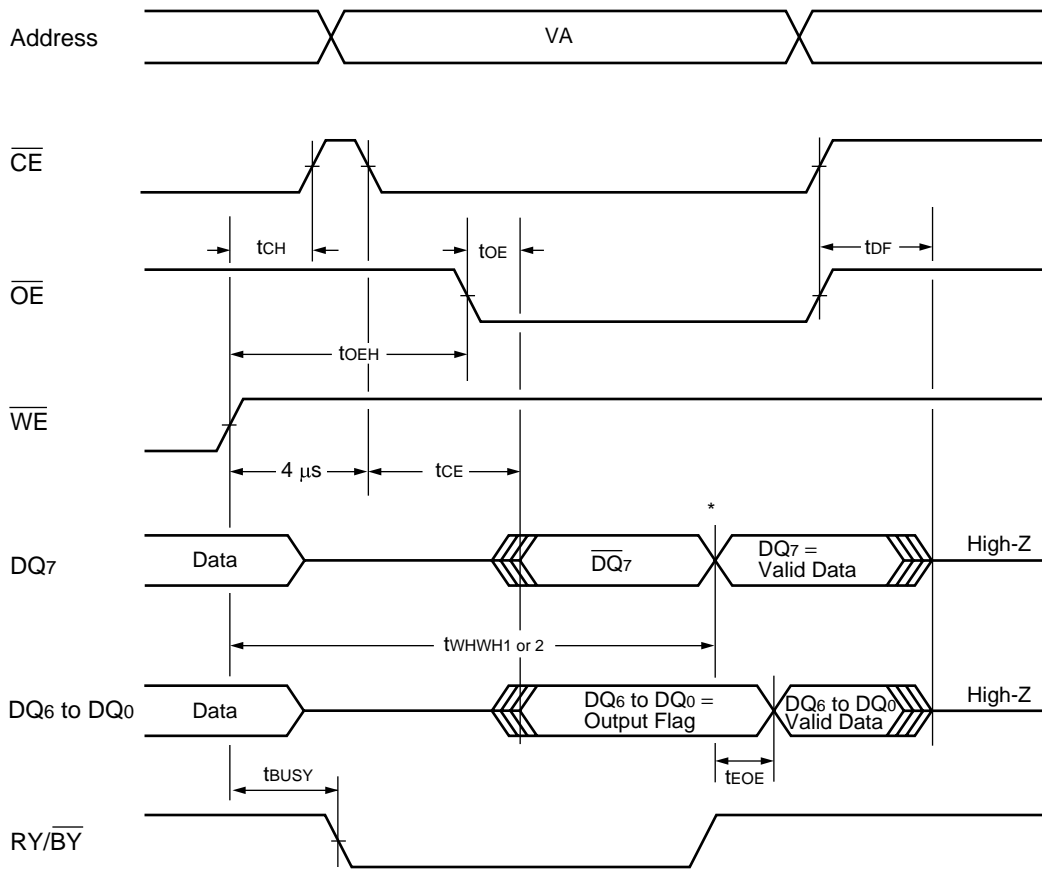 Address
VA
CE
tCH
tOE
tDF
OE
tOEH
WE
4 μs
tCE
*
DQ7
Data
DQ7
DQ7 =
Valid Data
High-Z
tWHWH1 or 2
DQ6 to DQ0
Data
DQ6 to DQ0 =
Output Flag
DQ6 to DQ0
Valid Data
High-Z
tBUSY
tEOE
RY/BY